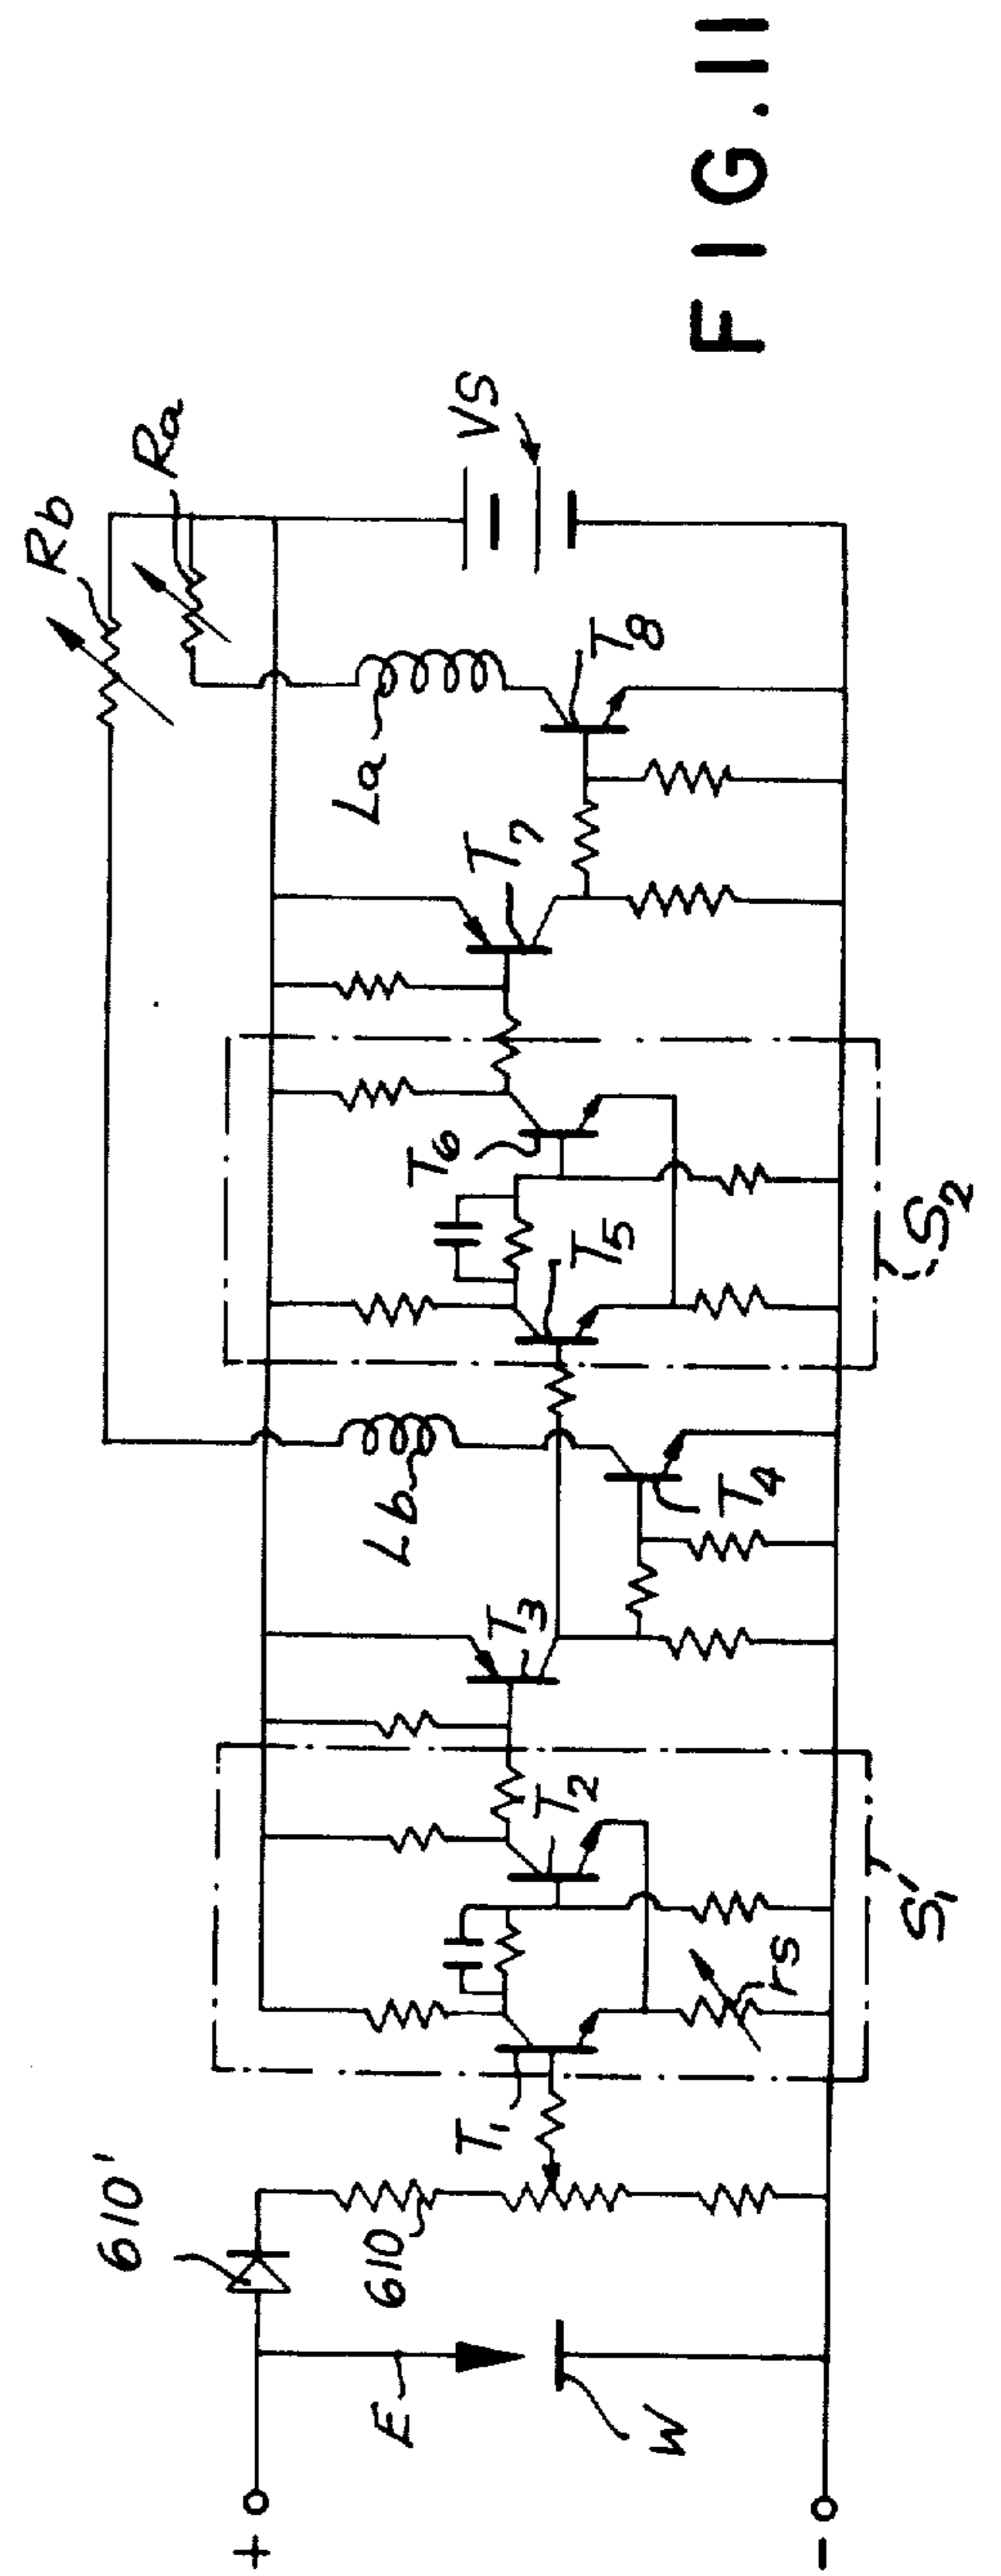 Rb
Ra
VS
La
Lb
T1
T2
T3
T4
T5
T6
T7
T8
610'
610
E
W
rs
S'1
S2
+
-
FIG.11